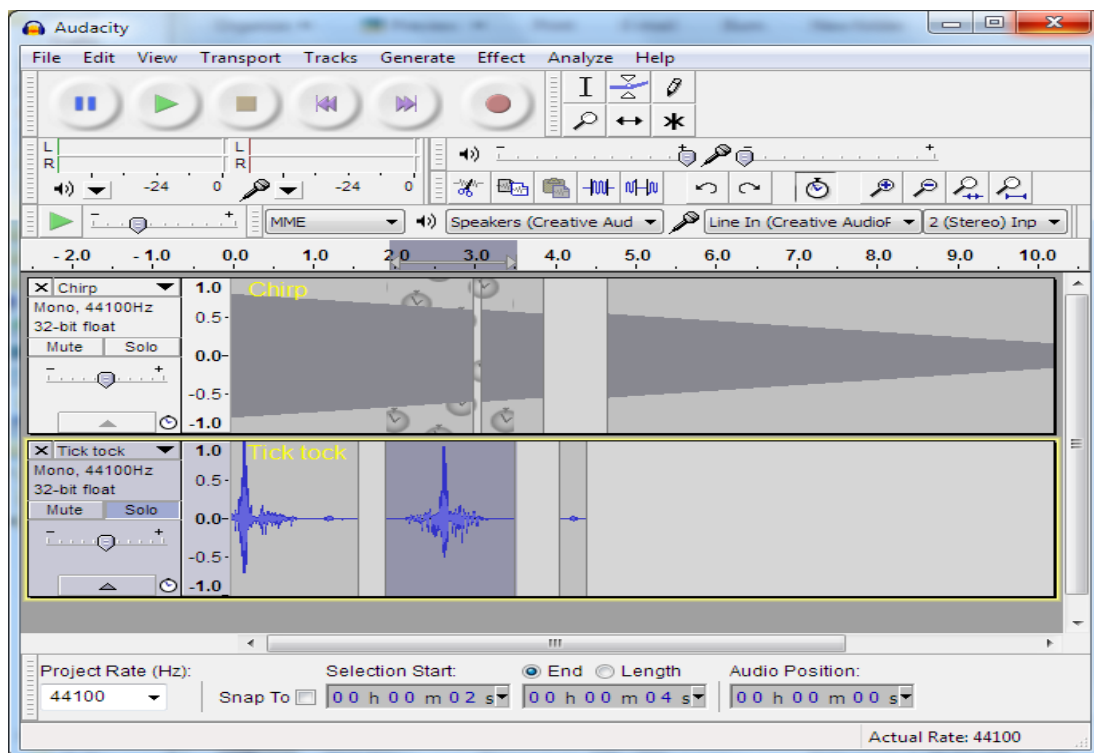 Audacity
File Edit View Transport Tracks Generate Effect Analyze Help
L
R
-24 0
L
R
-24 0
MME
Speakers (Creative Aud
Line In (Creative AudioF
2 (Stereo) Inp
- 2.0 - 1.0 0.0 1.0 2.0 3.0 4.0 5.0 6.0 7.0 8.0 9.0 10.0
Chirp
Mono, 44100Hz
32-bit float
Mute Solo
1.0
0.5
0.0
-0.5
-1.0
Chirp
Tick tock
Mono, 44100Hz
32-bit float
Mute Solo
1.0
0.5
0.0
-0.5
-1.0
Tick tock
Project Rate (Hz): Selection Start: End Length Audio Position:
44100 Snap To 00 h 00 m 02 s 00 h 00 m 04 s 00 h 00 m 00 s
Actual Rate: 44100